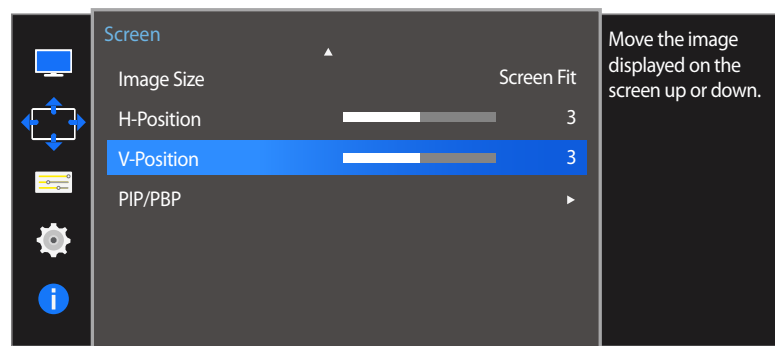 Screen
Image Size Screen Fit
H-Position 3
V-Position 3
PIP/PBP
Move the image
displayed on the
screen up or down.